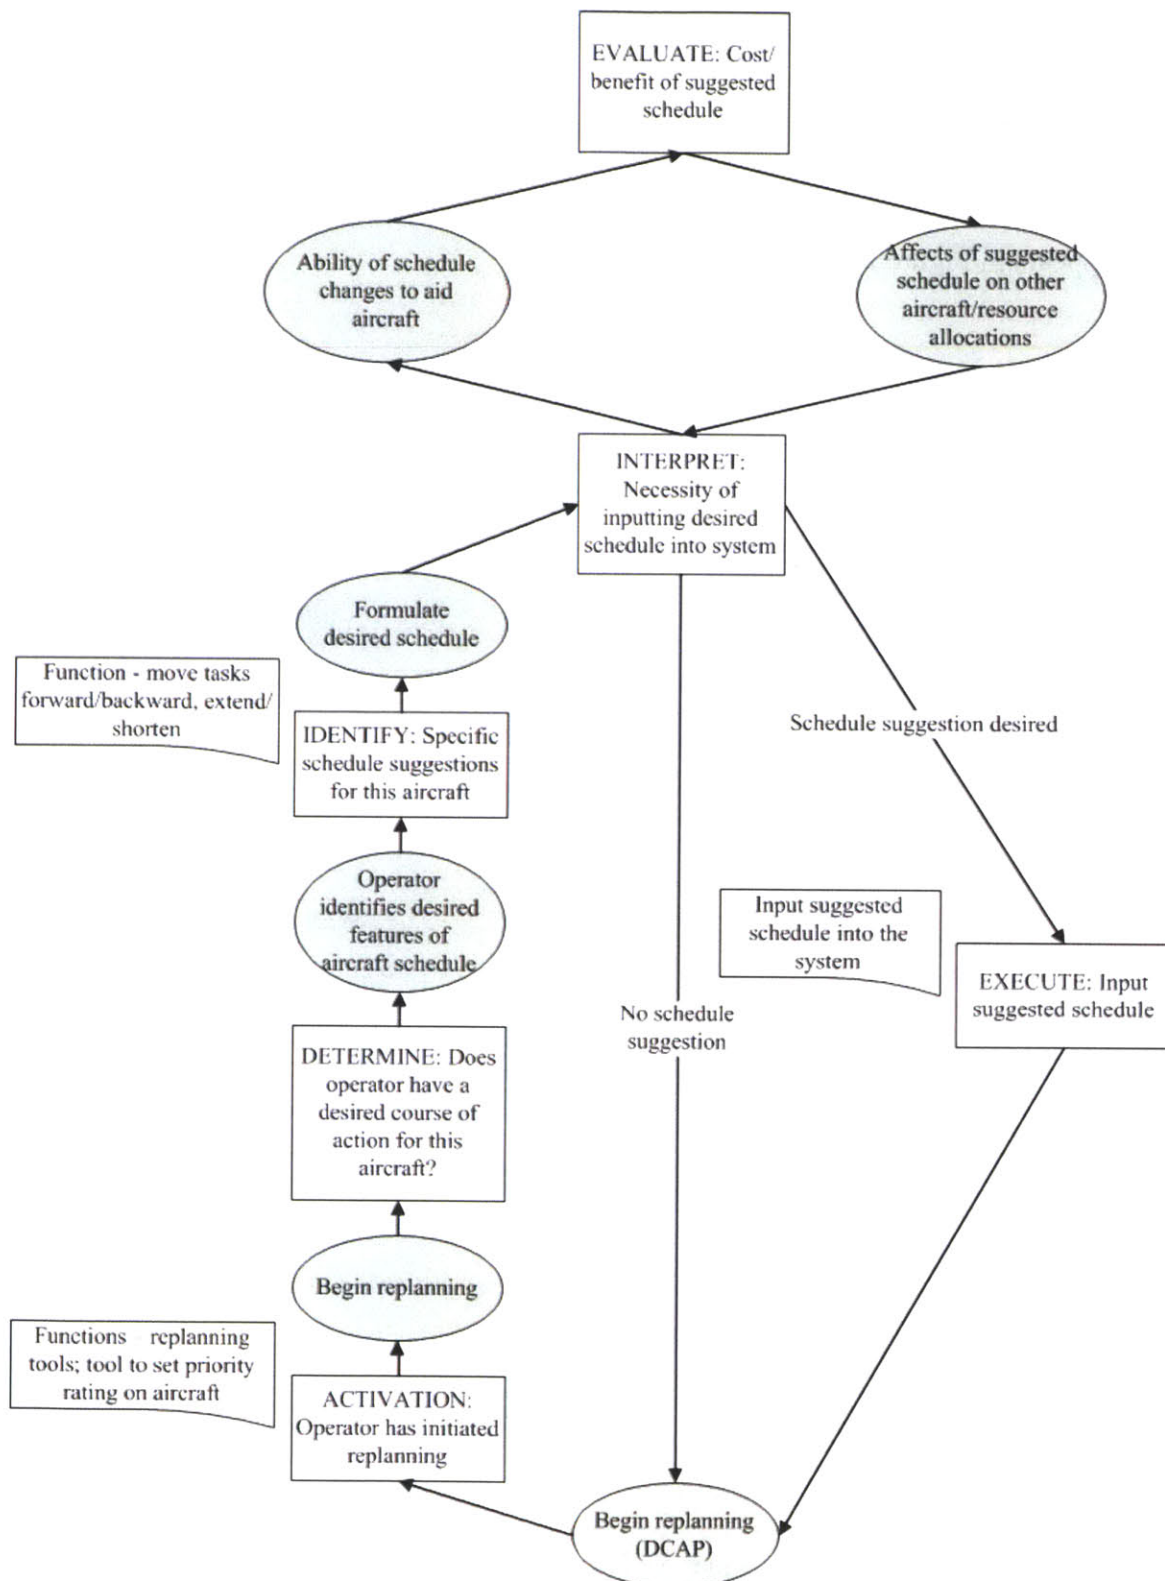 EVALUATE: Cost/
benefit of suggested
schedule
Ability of schedule
changes to aid
aircraft
Affects of suggested
schedule on other
aircraft/resource
allocations
INTERPRET:
Necessity of
inputting desired
schedule into system
Formulate
desired schedule
Function - move tasks
forward/backward, extend/
shorten
IDENTIFY: Specific
schedule suggestions
for this aircraft
Schedule suggestion desired
Operator
identifies desired
features of
aircraft schedule
Input suggested
schedule into the
system
EXECUTE: Input
suggested schedule
No schedule
suggestion
DETERMINE: Does
operator have a
desired course of
action for this
aircraft?
Begin replanning
Functions replanning
tools; tool to set priority
rating on aircraft
ACTIVATION:
Operator has initiated
replanning
Begin replanning
(DCAP)